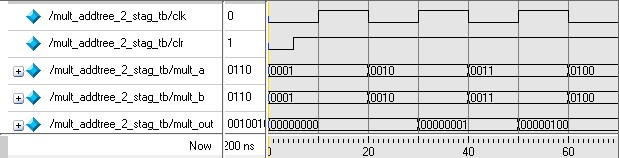 /mult_addtree_2_stag_tb/clk 0
/mult_addtree_2_stag_tb/clr 1
/mult_addtree_2_stag_tb/mult_a 0110 0001 0010 0011 0100
/mult_addtree_2_stag_tb/mult_b 0110 0001 0010 0011 0100
/mult_addtree_2_stag_tb/mult_out 0010010 00000000 00000001 00000100
Now 200 ns 0 20 40 60